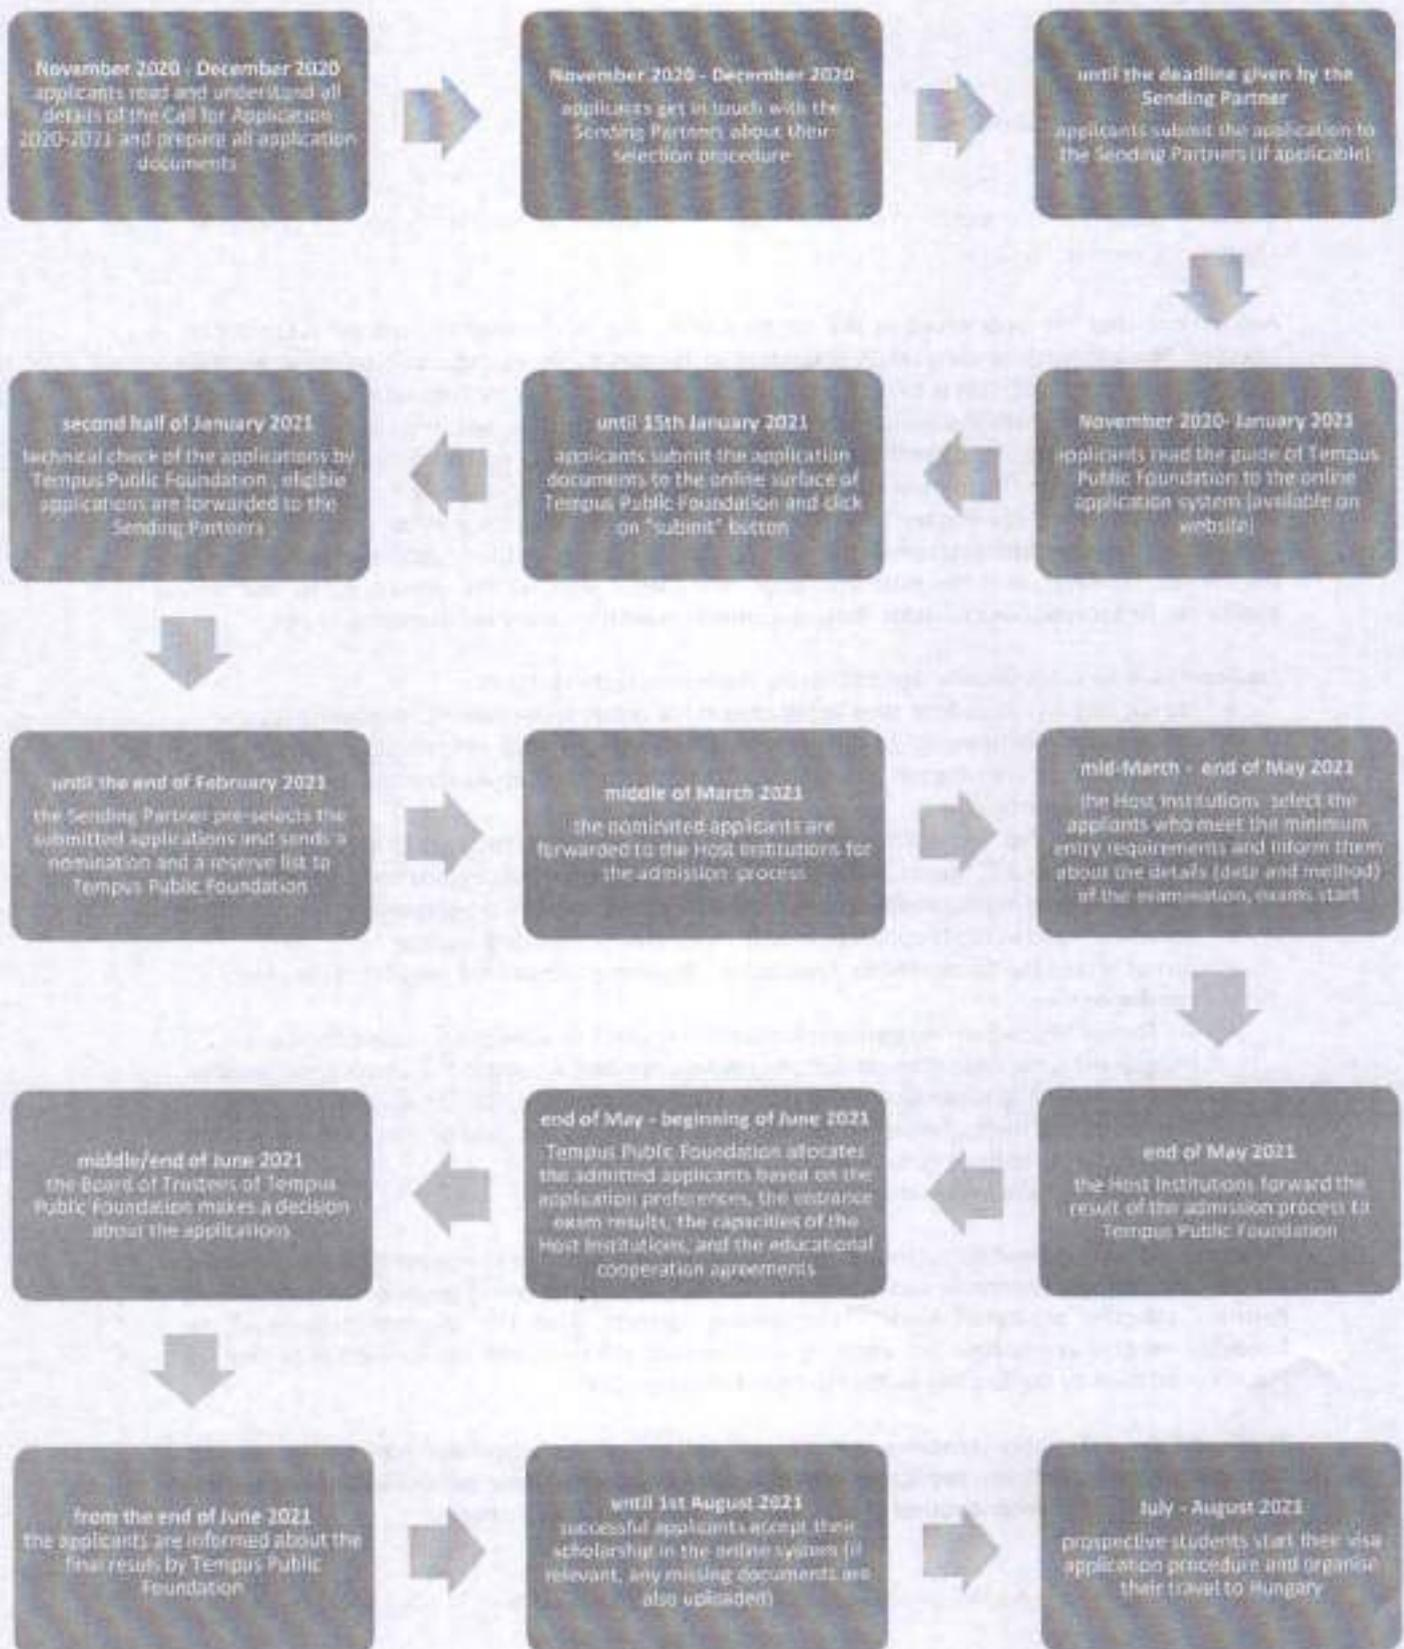 November 2020 - December 2020
applicants read and understand all
details of the Call for Application
2020-2021 and prepare all application
documents
November 2020 - December 2020
applicants get in touch with the
Sending Partners about their
selection procedure
until the deadline given by the
Sending Partner
applicants submit the application to
the Sending Partners (if applicable)
November 2020- January 2021
applicants read the guide of Tempus
Public Foundation to the online
application system (available on
website)
until 15th January 2021
applicants submit the application
documents to the online surface of
Tempus Public Foundation and click
on "submit" button
second half of January 2021
technical check of the applications by
Tempus Public Foundation , eligible
applications are forwarded to the
Sending Partners
until the end of February 2021
the Sending Partner pre-selects the
submitted applications and sends a
nomination and a reserve list to
Tempus Public Foundation
middle of March 2021
the nominated applicants are
forwarded to the Host Institutions for
the admission process
mid-March - end of May 2021
the Host Institutions select the
appliants who meet the minimum
entry requirements and inform them
about the details (date and method)
of the examination, exams start
end of May 2021
the Host Institutions forward the
result of the admission process to
Tempus Public Foundation
end of May - beginning of June 2021
Tempus Public Foundation allocates
the admitted applicants based on the
application preferences, the entrance
exam results, the capacities of the
Host Institutions, and the educational
cooperation agreements
middle/end of June 2021
the Board of Trustees of Tempus
Public Foundation makes a decision
about the applications
from the end of June 2021
the applicants are informed about the
final resuls by Tempus Public
Foundation
until 1st August 2021
successful applicants accept their
scholarship in the online system (if
relevant, any missing documents are
also uploaded)
July - August 2021
prospective students start their visa
application procedure and organise
their travel to Hungary